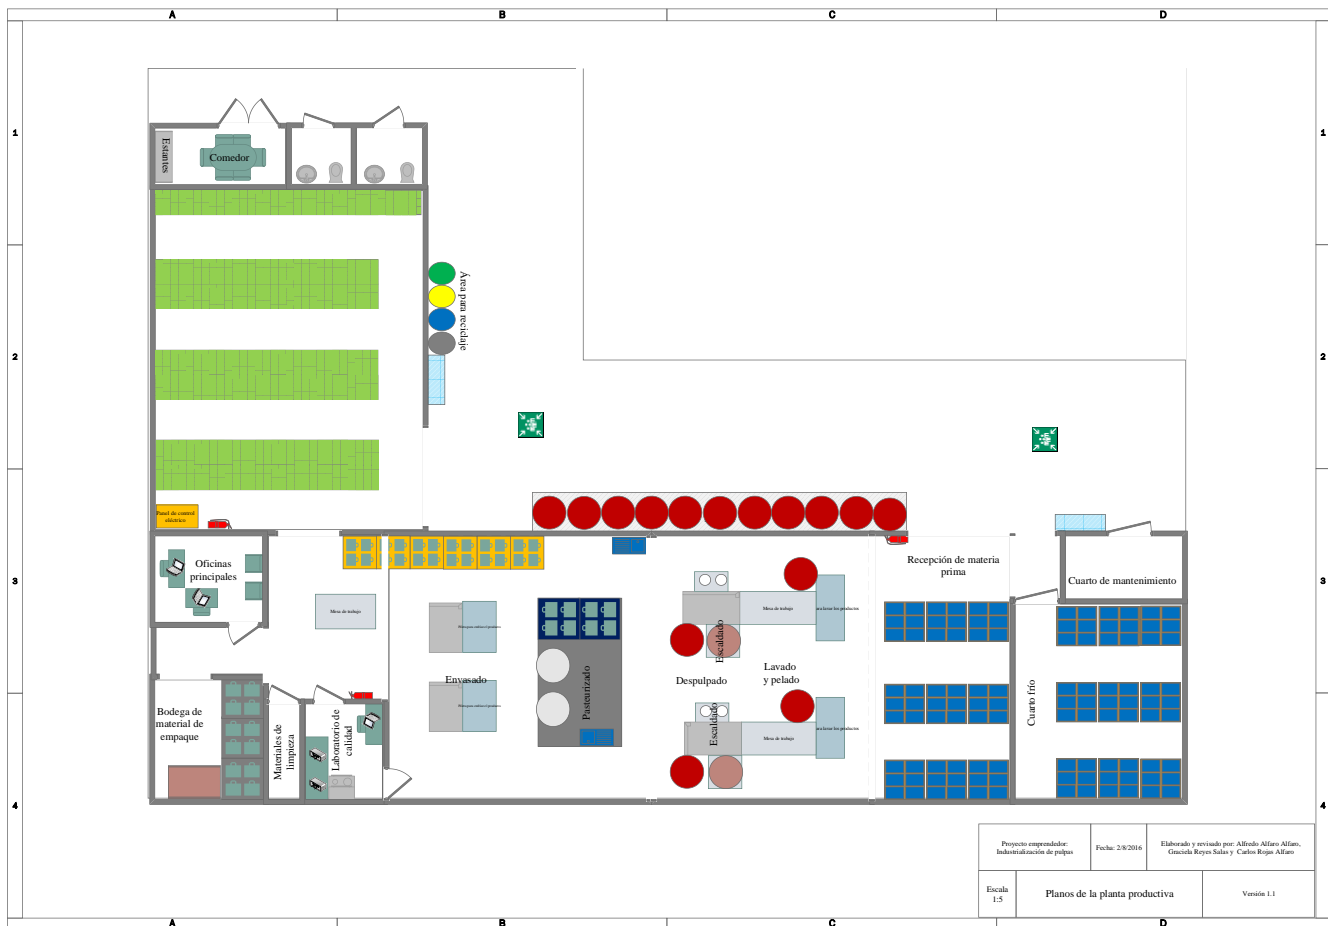 A
B
C
D
1
1
Estantes
Comedor
Área para reciclaje
2
2
Panel de control
eléctrico
Oficinas
principales
Recepción de materia
prima
3
3
Cuarto de mantenimiento
Mesa de trabajo
Mesa de trabajo
Escaldado
Lavado
y pelado
Despulpado
Envasado
Pasteurizado
Cuarto frío
Bodega de
material de
empaque
Materiales de
limpieza
Laboratorio de
calidad
Escaldado
Mesa de trabajo
4
4
Proyecto emprendedor:
Industrialización de pulpas
Fecha: 2/8/2016
Elaborado y revisado por: Alfredo Alfaro Alfaro,
Graciela Reyes Salas y Carlos Rojas Alfaro
Escala
1:5
Planos de la planta productiva
Versión 1.1
A
B
C
D